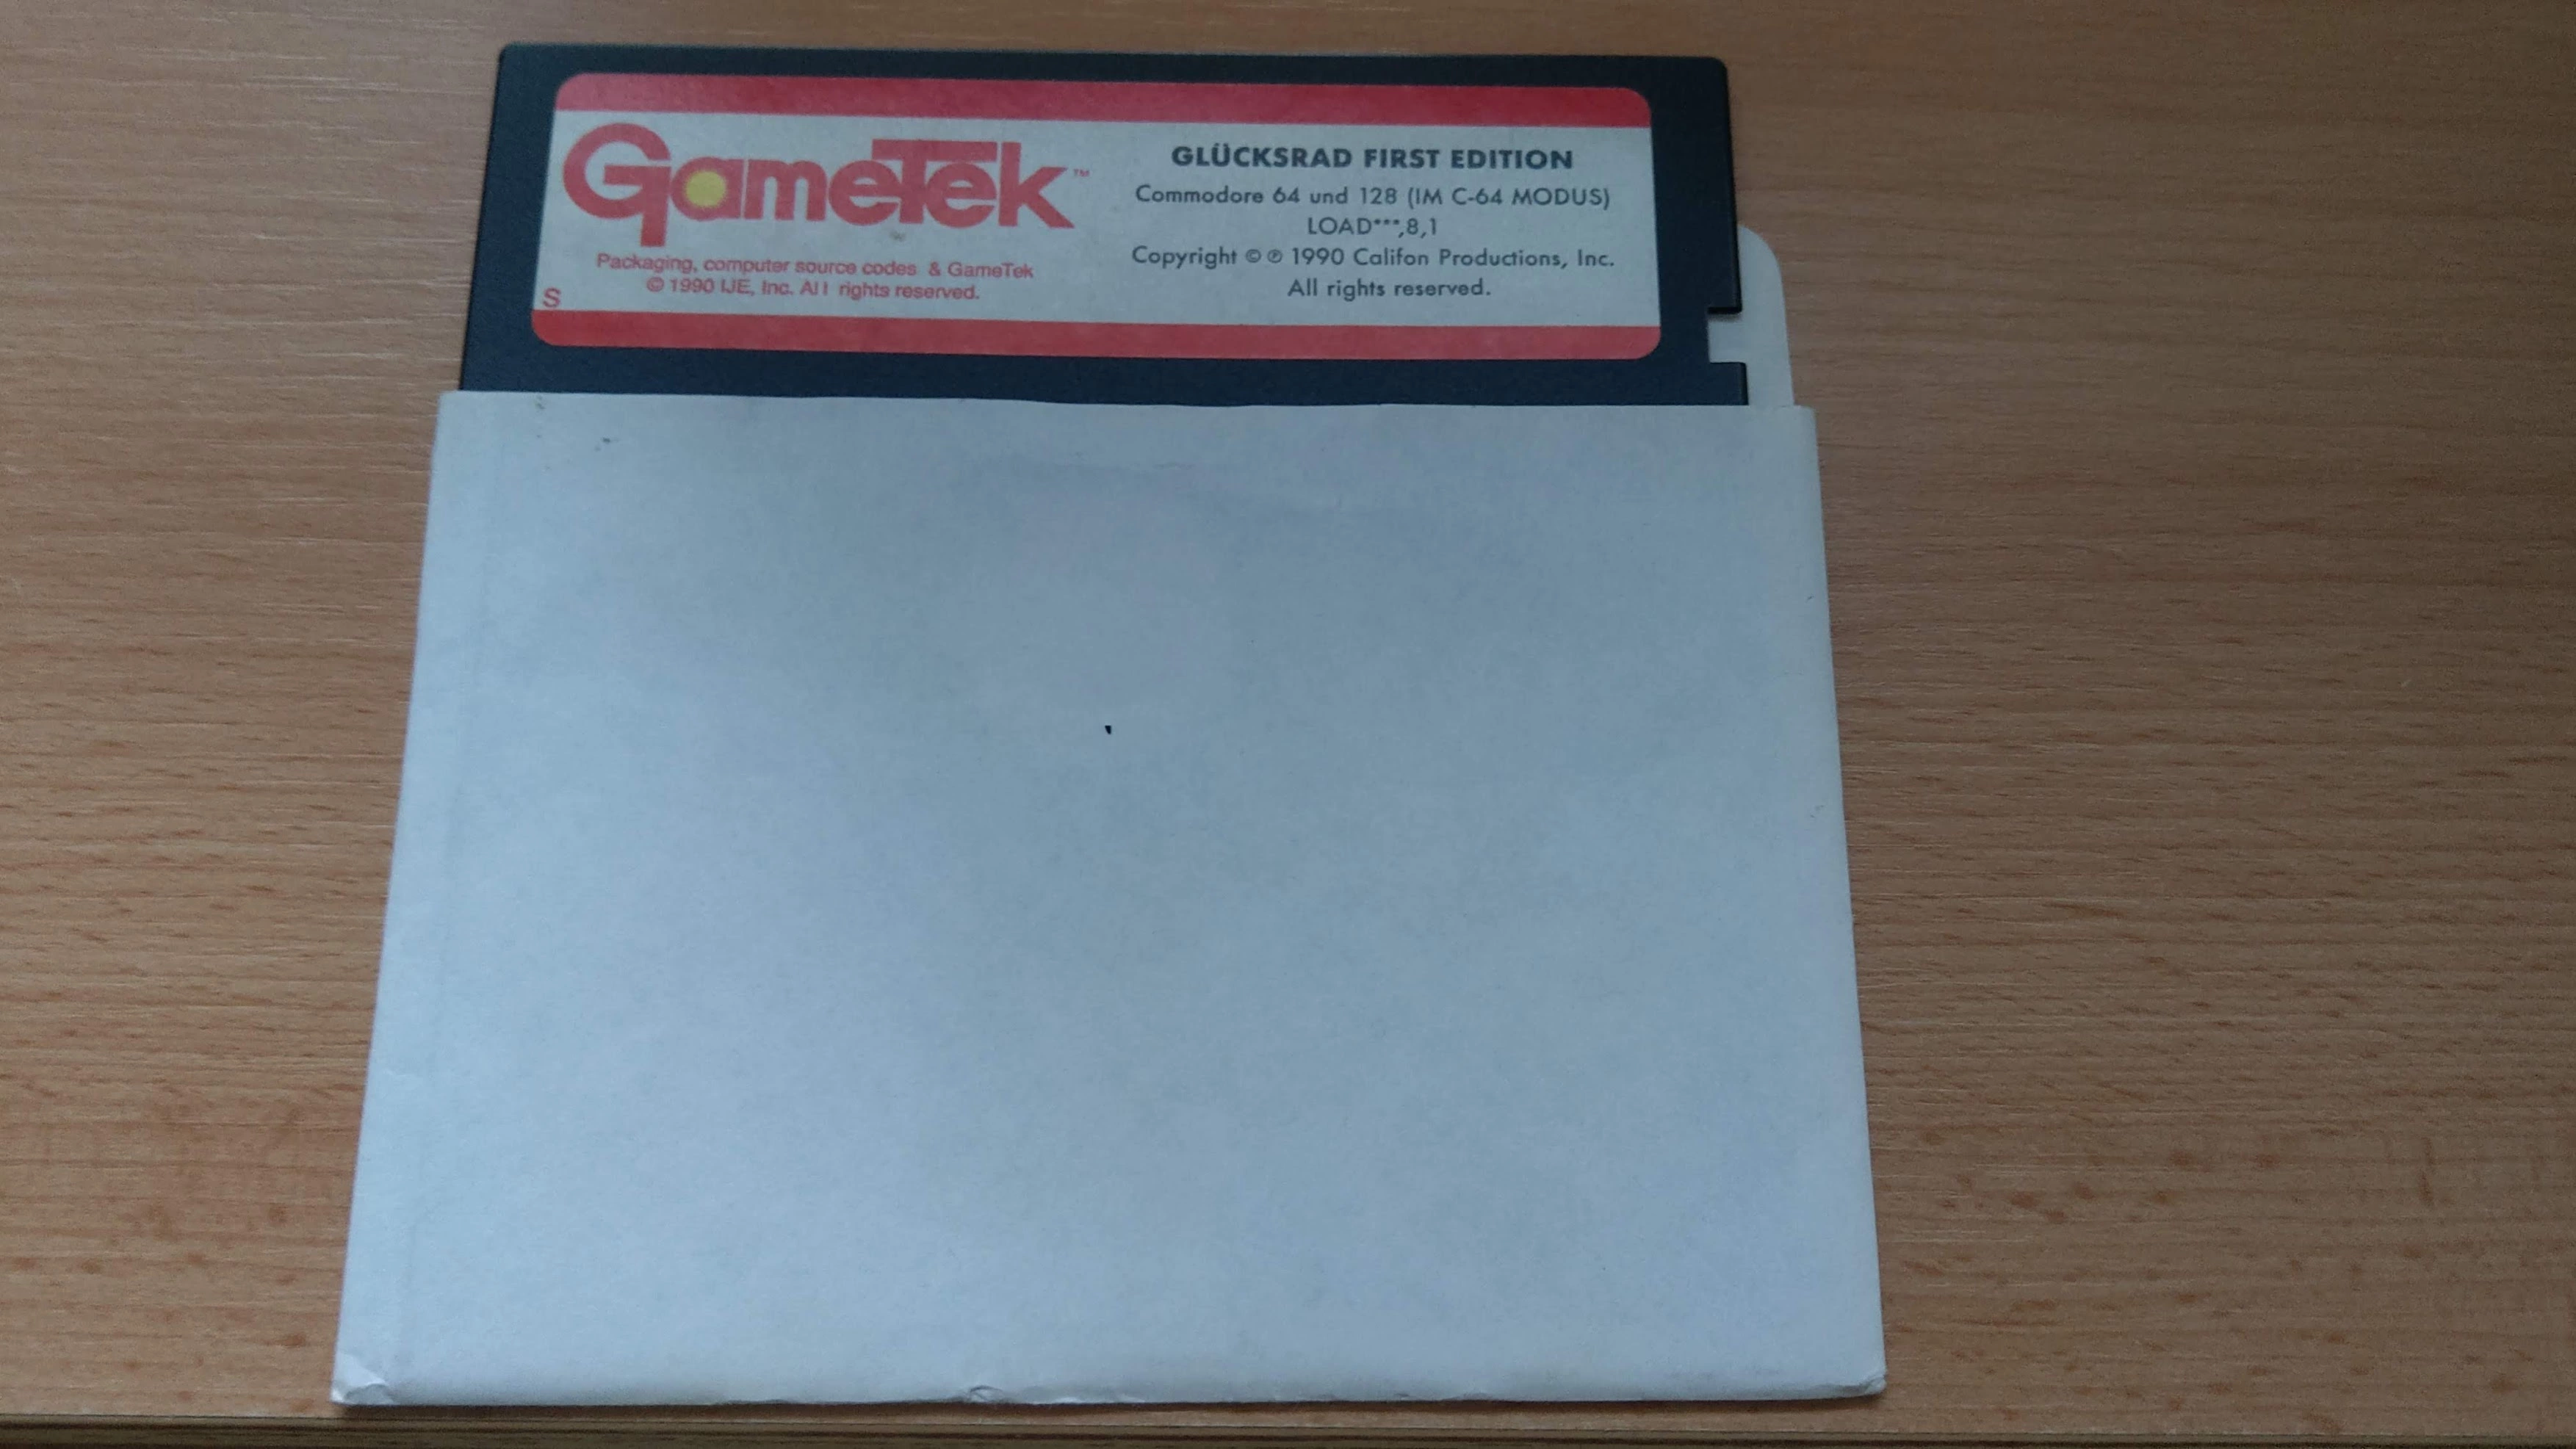 GameTek™
Packaging, computer source codes & GameTek
© 1990 IJE, Inc. All rights reserved.
S
GLÜCKSRAD FIRST EDITION
Commodore 64 und 128 (IM C-64 MODUS)
LOAD"*",8,1
Copyright © ℗ 1990 Califon Productions, Inc.
All rights reserved.